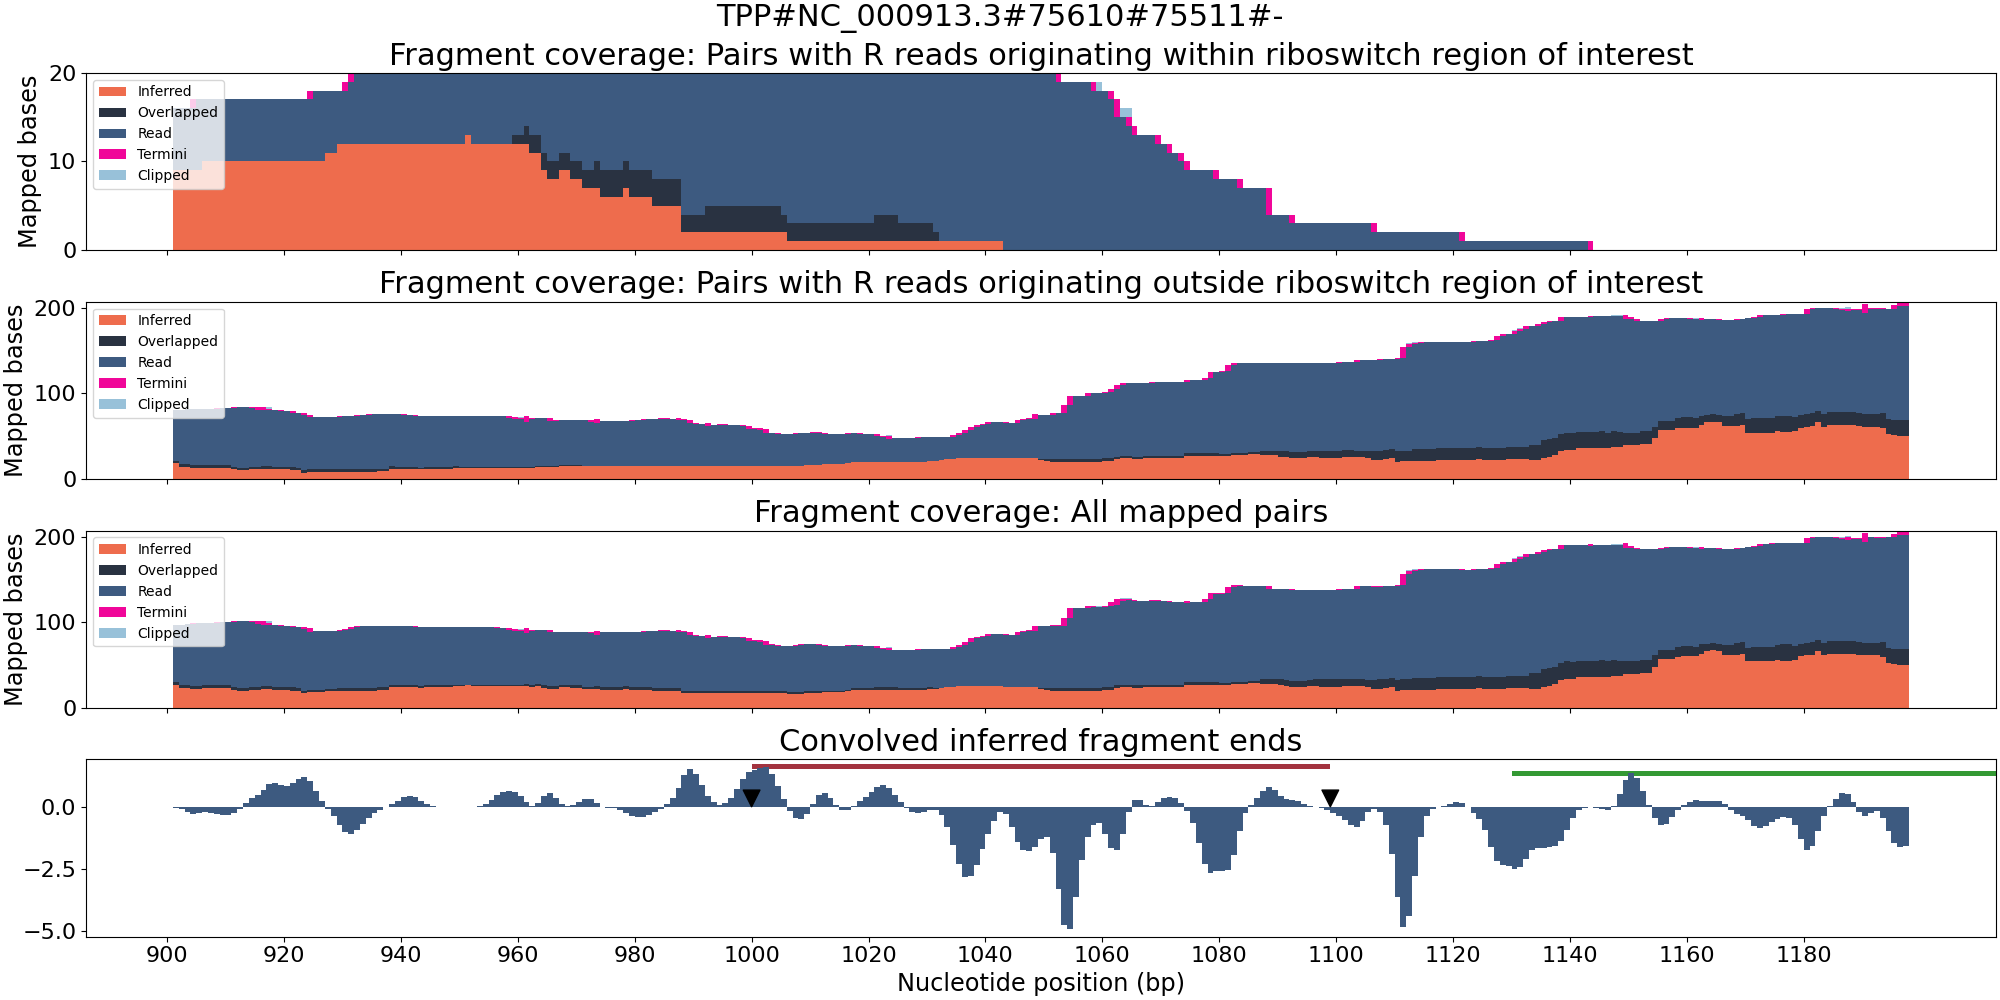 TPP#NC_000913.3#75610#75511#-
Fragment coverage: Pairs with R reads originating within riboswitch region of interest
Mapped bases
20
10
0
Inferred
Overlapped
Read
Termini
Clipped
Fragment coverage: Pairs with R reads originating outside riboswitch region of interest
Mapped bases
200
100
0
Inferred
Overlapped
Read
Termini
Clipped
Fragment coverage: All mapped pairs
Mapped bases
200
100
0
Inferred
Overlapped
Read
Termini
Clipped
Convolved inferred fragment ends
0.0
−2.5
−5.0
900 920 940 960 980 1000 1020 1040 1060 1080 1100 1120 1140 1160 1180
Nucleotide position (bp)